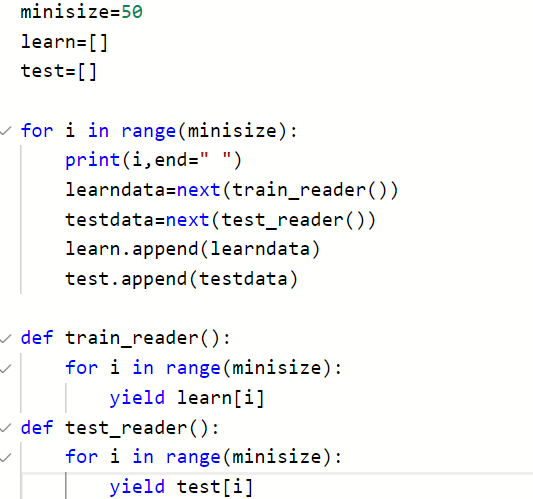 minisize=50
learn=[]
test=[]
for i in range(minisize):
    print(i,end=" ")
    learndata=next(train_reader())
    testdata=next(test_reader())
    learn.append(learndata)
    test.append(testdata)
def train_reader():
    for i in range(minisize):
        yield learn[i]
def test_reader():
    for i in range(minisize):
        yield test[i]